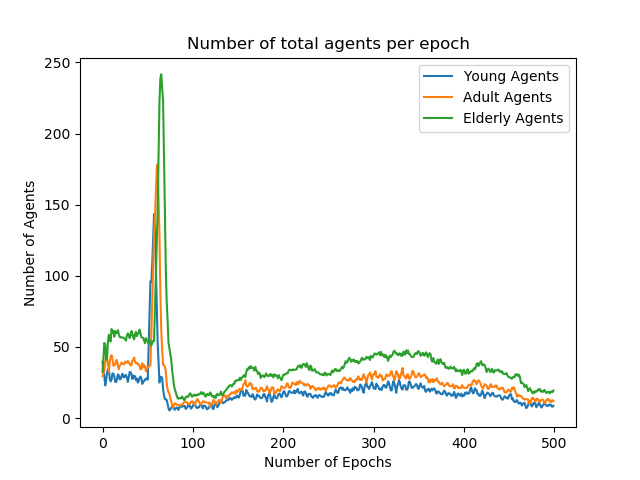 Number of total agents per epoch
Young Agents
Adult Agents
Elderly Agents
250
200
150
100
50
0
Number of Agents
0 100 200 300 400 500
Number of Epochs